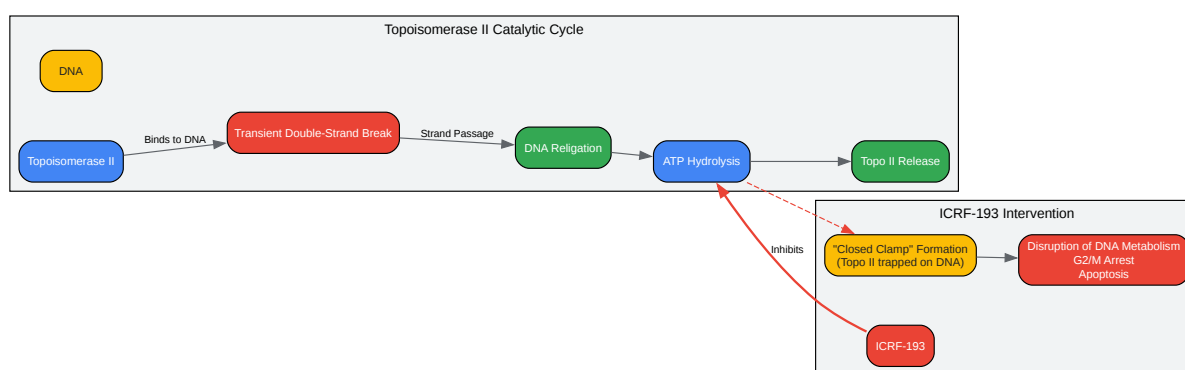 Topoisomerase II Catalytic Cycle
DNA
Topoisomerase II
Binds to DNA
Transient Double-Strand Break
Strand Passage
DNA Religation
ATP Hydrolysis
Topo II Release
ICRF-193 Intervention
"Closed Clamp" Formation
(Topo II trapped on DNA)
Disruption of DNA Metabolism
G2/M Arrest
Apoptosis
Inhibits
ICRF-193